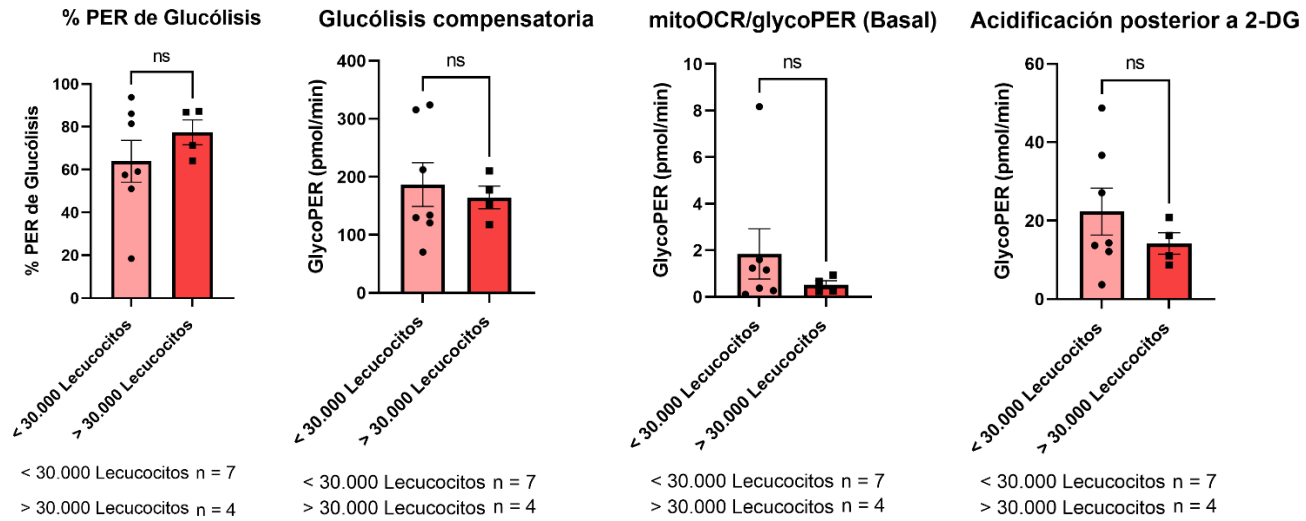 % PER de Glucólisis
ns
% PER de Glucólisis
100
80
60
40
20
0
< 30.000 Lecucocitos
> 30.000 Lecucocitos
< 30.000 Lecucocitos n = 7
> 30.000 Lecucocitos n = 4
Glucólisis compensatoria
ns
GlycoPER (pmol/min)
400
300
200
100
0
< 30.000 Lecucocitos
> 30.000 Lecucocitos
< 30.000 Lecucocitos n = 7
> 30.000 Lecucocitos n = 4
mitoOCR/glycoPER (Basal)
ns
GlycoPER (pmol/min)
10
8
6
4
2
0
< 30.000 Lecucocitos
> 30.000 Lecucocitos
< 30.000 Lecucocitos n = 7
> 30.000 Lecucocitos n = 4
Acidificación posterior a 2-DG
ns
GlycoPER (pmol/min)
60
40
20
0
< 30.000 Lecucocitos
> 30.000 Lecucocitos
< 30.000 Lecucocitos n = 7
> 30.000 Lecucocitos n = 4